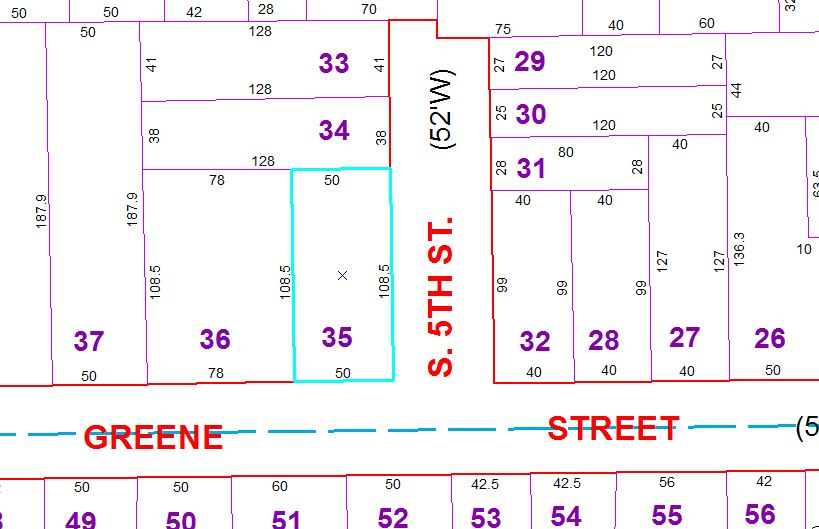 50 50 42 28 70 75 40 60 32
50 128 120
33 41 41 27 29 27
128 120 44
34 38 38 (52'W) 25 30 25
120 40 40
128 28 31 80 28
78 50 40 40 63.5
187.9 187.9 10
108.5 108.5 108.5 S. 5TH ST. 99 99 99 127 127 136.3
37 36 35 32 28 27 26
50 78 50 40 40 40 50
GREENE STREET (5
50 50 60 50 42.5 42.5 56 42
49 50 51 52 53 54 55 56